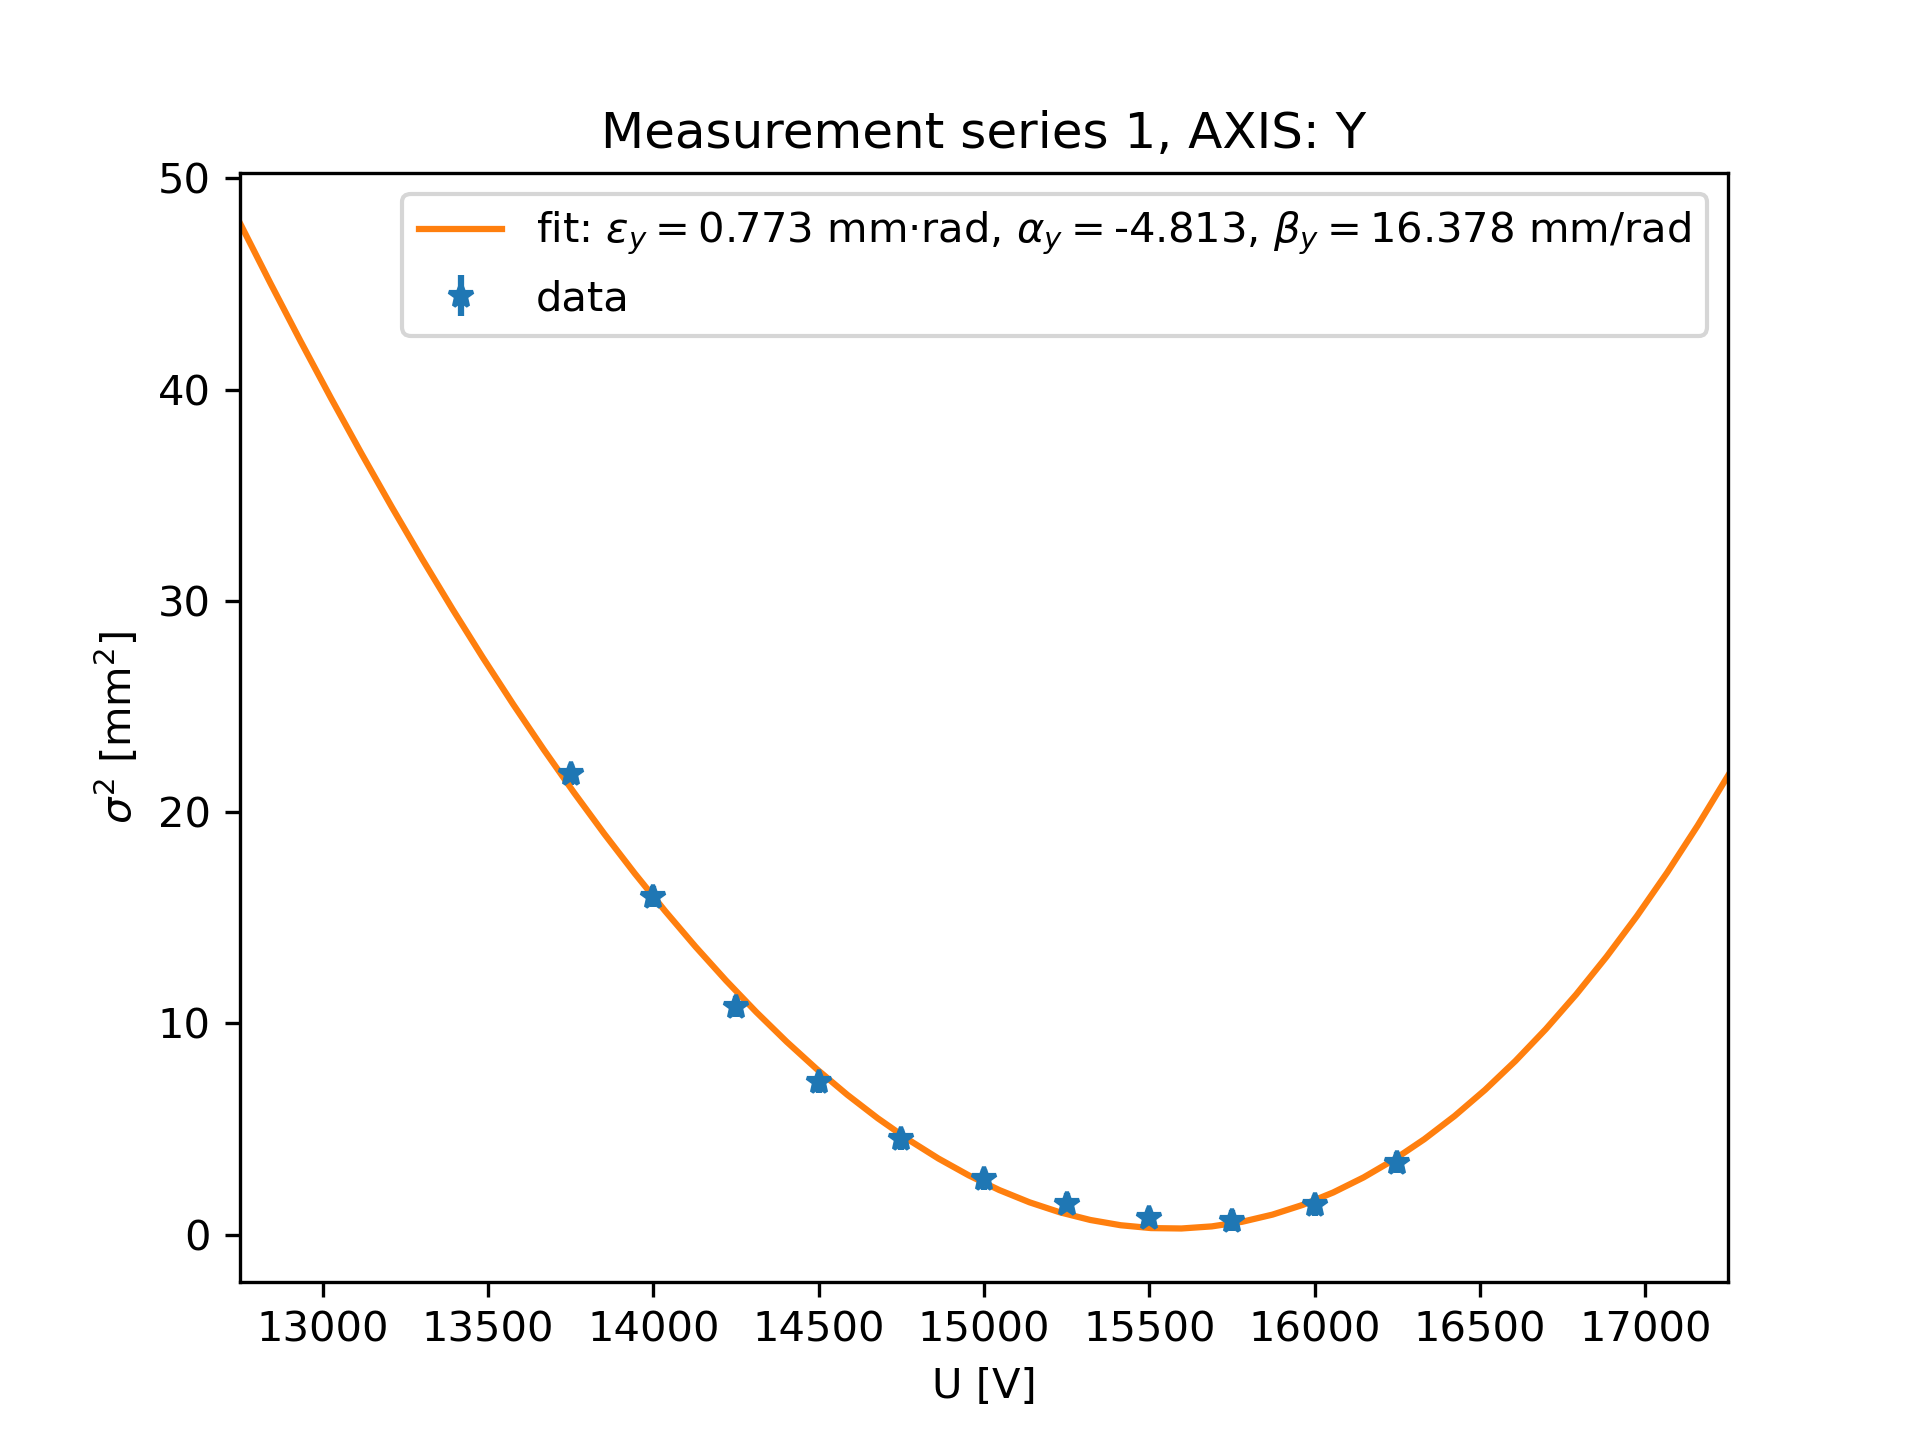 Measurement series 1, AXIS: Y
fit: εy = 0.773 mm·rad, αy = -4.813, βy = 16.378 mm/rad
data
50
40
30
20
10
0
σ² [mm²]
13000 13500 14000 14500 15000 15500 16000 16500 17000
U [V]